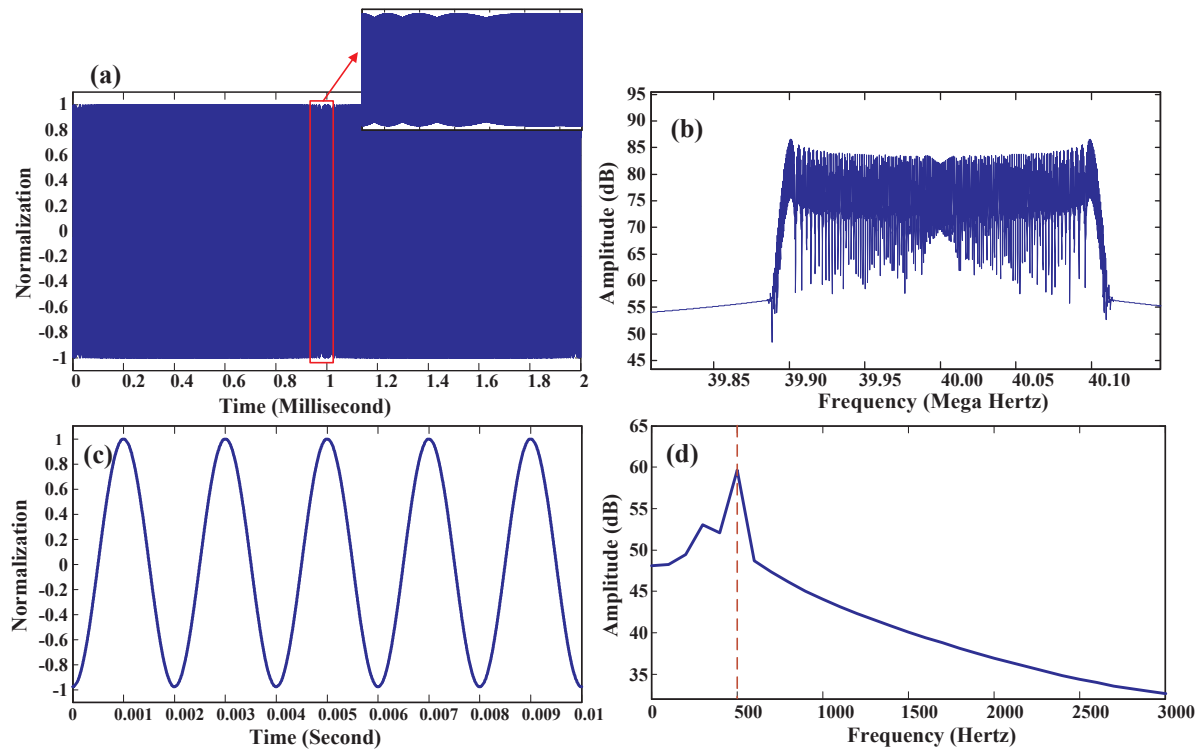 (a)
1
0.8
0.6
0.4
0.2
0
-0.2
-0.4
-0.6
-0.8
-1
Normalization
0 0.2 0.4 0.6 0.8 1 1.2 1.4 1.6 1.8 2
Time (Millisecond)
(b)
95
90
85
80
75
70
65
60
55
50
45
Amplitude (dB)
39.85 39.90 39.95 40.00 40.05 40.10
Frequency (Mega Hertz)
(c)
1
0.8
0.6
0.4
0.2
0
-0.2
-0.4
-0.6
-0.8
-1
Normalization
0 0.001 0.002 0.003 0.004 0.005 0.006 0.007 0.008 0.009 0.01
Time (Second)
(d)
65
60
55
50
45
40
35
Amplitude (dB)
0 500 1000 1500 2000 2500 3000
Frequency (Hertz)